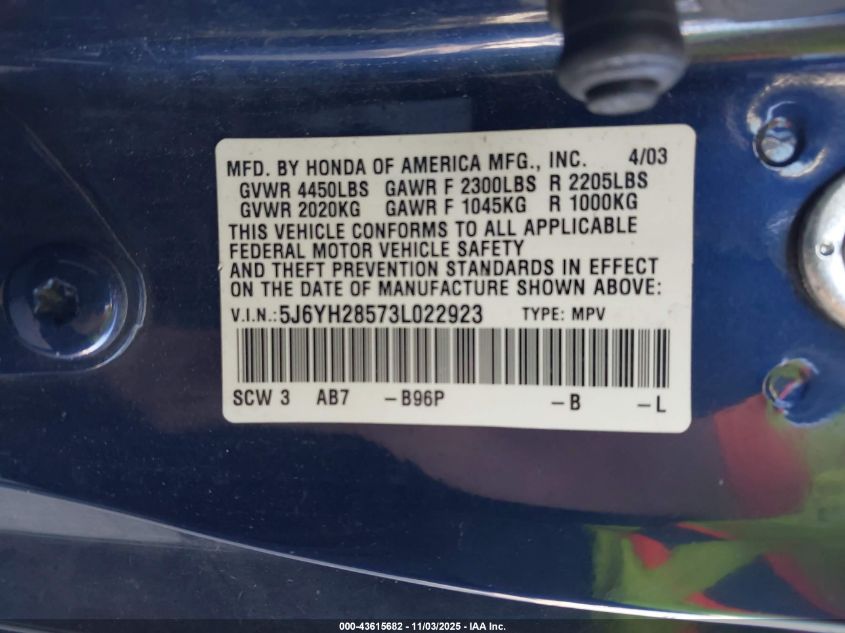 MFD. BY HONDA OF AMERICA MFG., INC. 4/03
GVWR 4450LBS GAWR F 2300LBS R 2205LBS
GVWR 2020KG GAWR F 1045KG R 1000KG
THIS VEHICLE CONFORMS TO ALL APPLICABLE
FEDERAL MOTOR VEHICLE SAFETY
AND THEFT PREVENTION STANDARDS IN EFFECT
ON THE DATE OF MANUFACTURE SHOWN ABOVE:
V.I.N.:5J6YH28573L022923 TYPE: MPV
SCW 3 AB7 -B96P -B -L
000-43615682 - 11/03/2025 - IAA Inc.